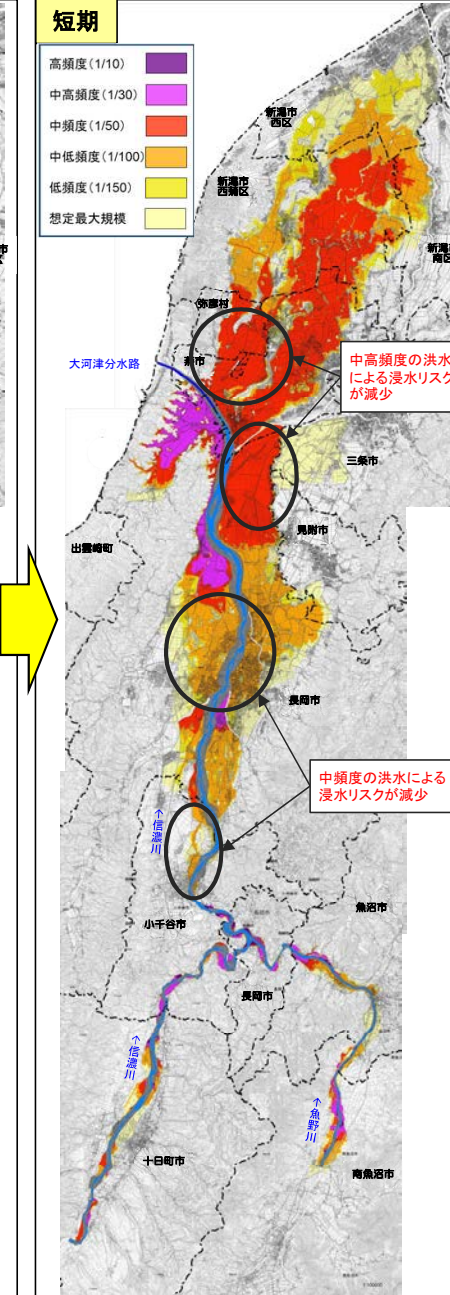 短期
高頻度(1/10)
中高頻度(1/30)
中頻度(1/50)
中低頻度(1/100)
低頻度(1/150)
想定最大規模
新潟市
西区
新潟市
西蒲区
新潟市
南区
弥彦村
燕市
大河津分水路
中高頻度の洪水
による浸水リスク
が減少
三条市
見附市
出雲崎町
長岡市
中頻度の洪水による
浸水リスクが減少
↑信濃川
小千谷市
魚沼市
長岡市
↑信濃川
↑魚野川
十日町市
南魚沼市